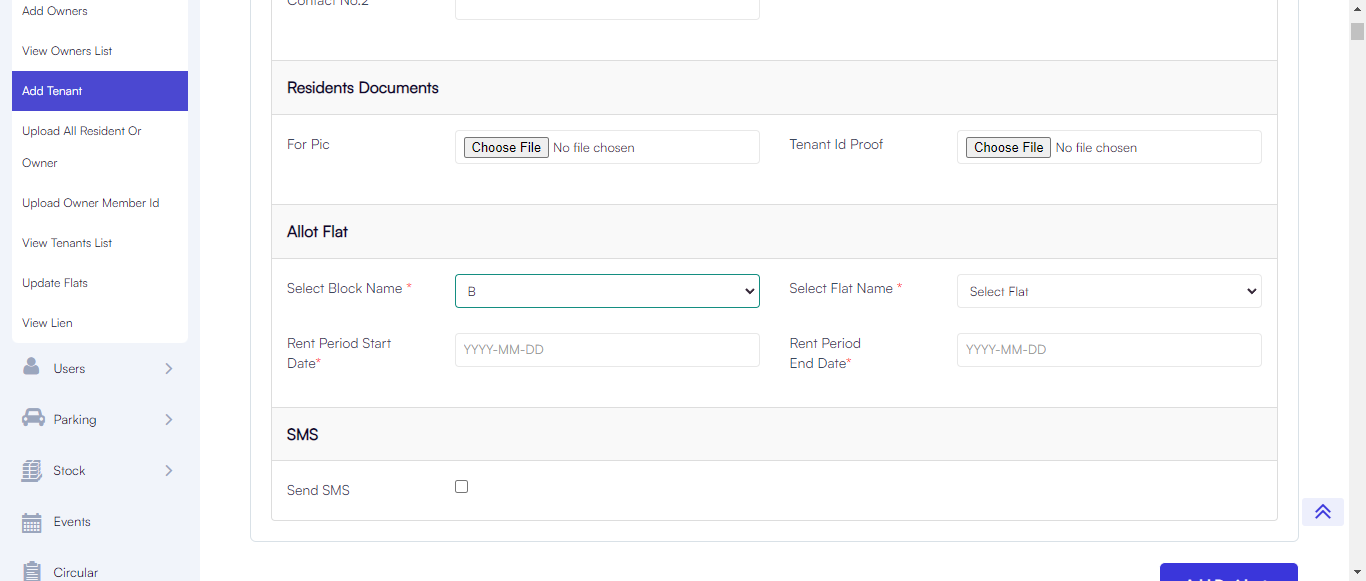 Add Owners
View Owners List
Add Tenant
Upload All Resident Or
Owner
Upload Owner Member Id
View Tenants List
Update Flats
View Lien
Users
Parking
Stock
Events
Circular
Contact No.2
Residents Documents
For Pic
Choose File No file chosen
Tenant Id Proof
Choose File No file chosen
Allot Flat
Select Block Name *
B
Select Flat Name *
Select Flat
Rent Period Start
Date*
YYYY-MM-DD
Rent Period
End Date*
YYYY-MM-DD
SMS
Send SMS